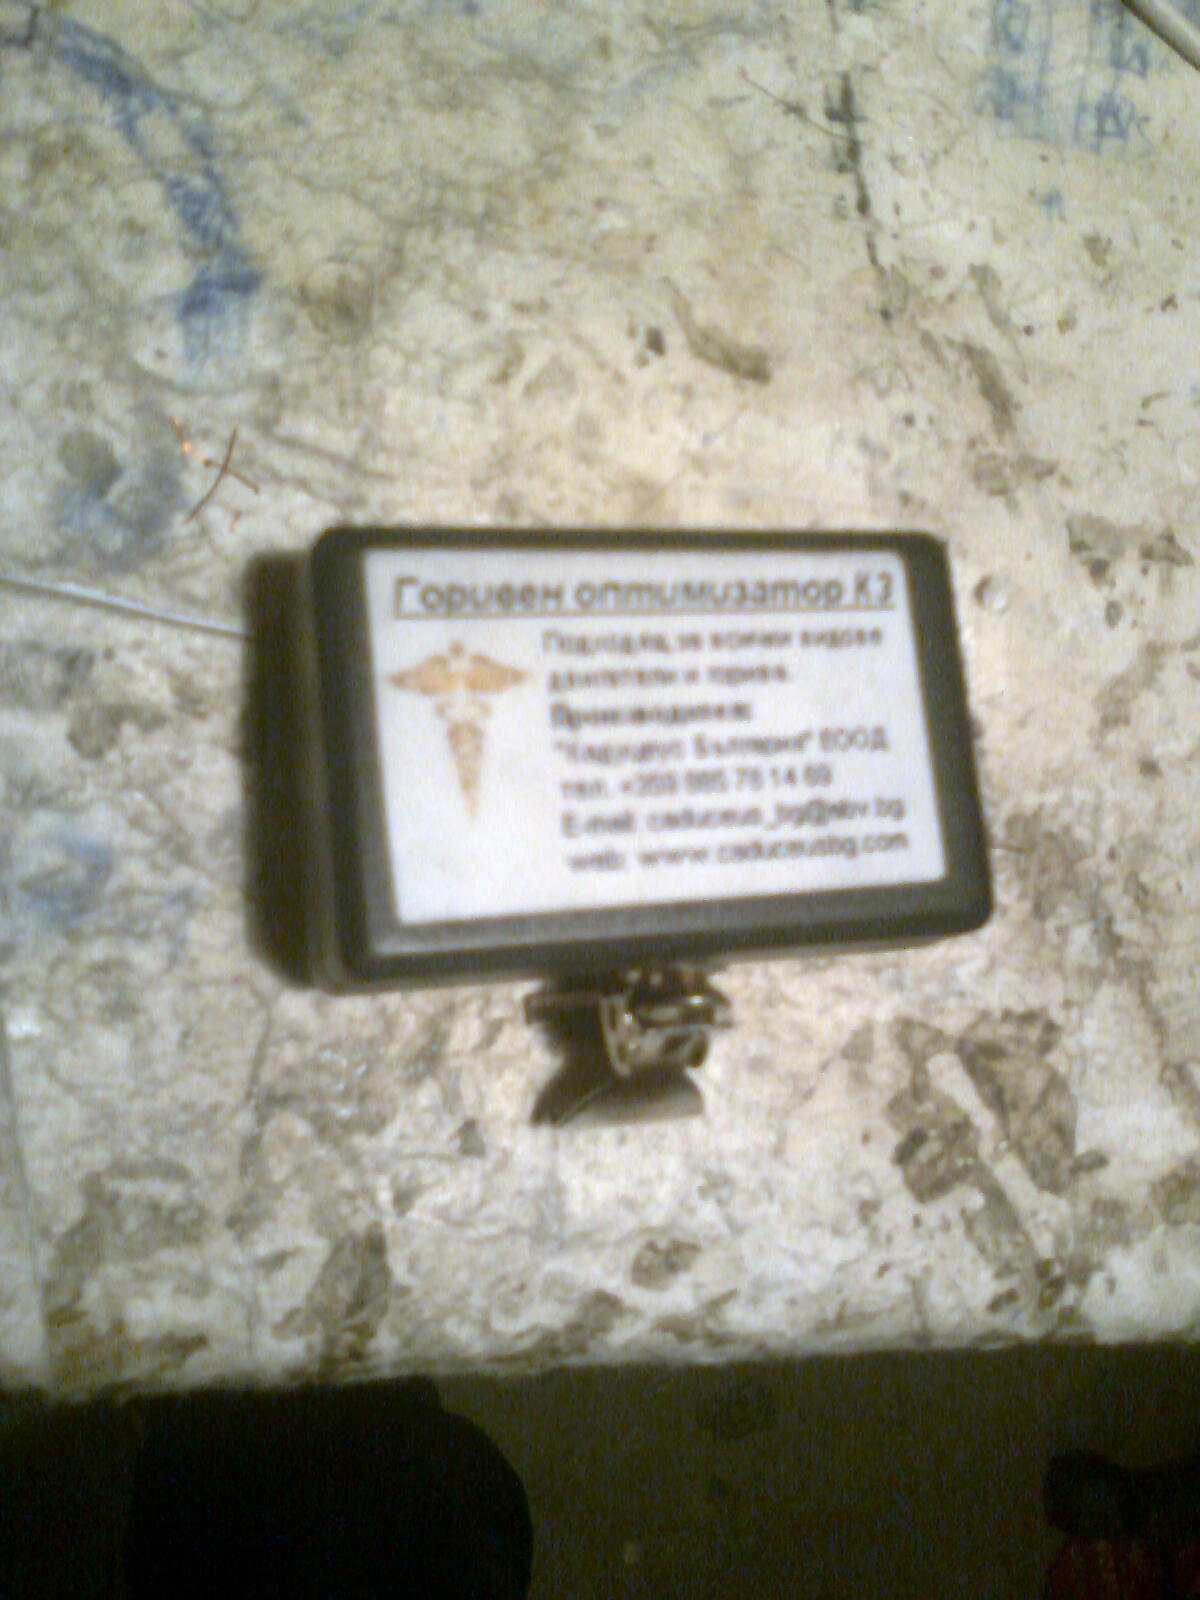 Горивен оптимизатор К3
Подходящ за всички видове
двигатели и горива.
Производител:
"Кадуцеус България" ЕООД
тел. +359 885 78 14 69
E-mail: caduceus_bg@abv.bg
web: www.caduceusbg.com